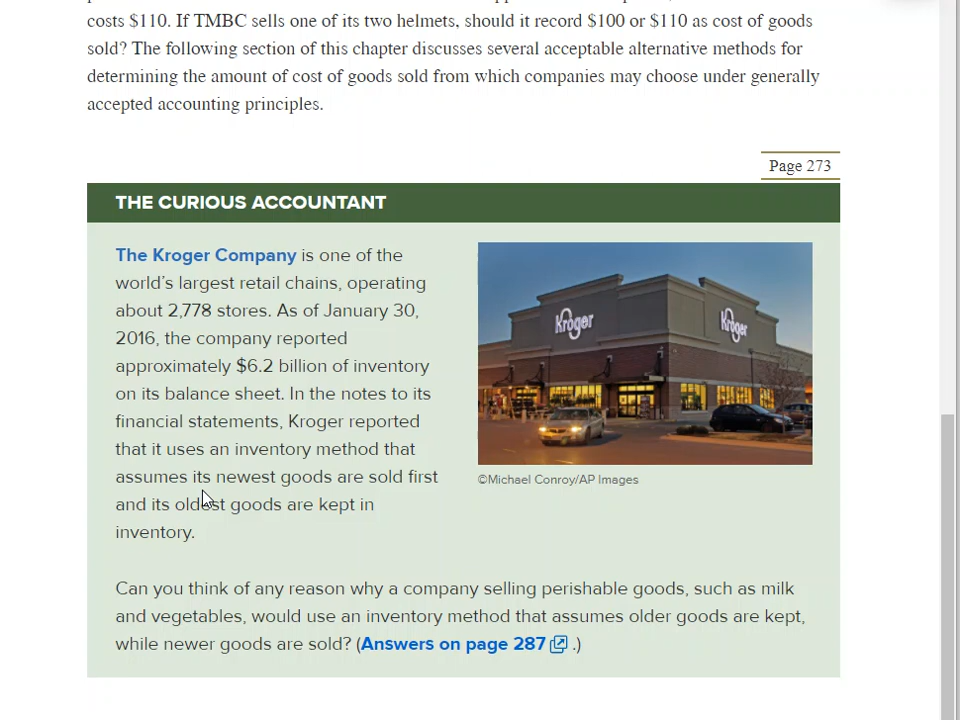 costs $110. If TMBC sells one of its two helmets, should it record $100 or $110 as cost of goods
sold? The following section of this chapter discusses several acceptable alternative methods for
determining the amount of cost of goods sold from which companies may choose under generally
accepted accounting principles.
Page 273
THE CURIOUS ACCOUNTANT
The Kroger Company is one of the
world's largest retail chains, operating
about 2,778 stores. As of January 30,
2016, the company reported
approximately $6.2 billion of inventory
on its balance sheet. In the notes to its
financial statements, Kroger reported
that it uses an inventory method that
assumes its newest goods are sold first
and its oldest goods are kept in
inventory.
Kroger
Kroger
©Michael Conroy/AP Images
Can you think of any reason why a company selling perishable goods, such as milk
and vegetables, would use an inventory method that assumes older goods are kept,
while newer goods are sold? (Answers on page 287 .)